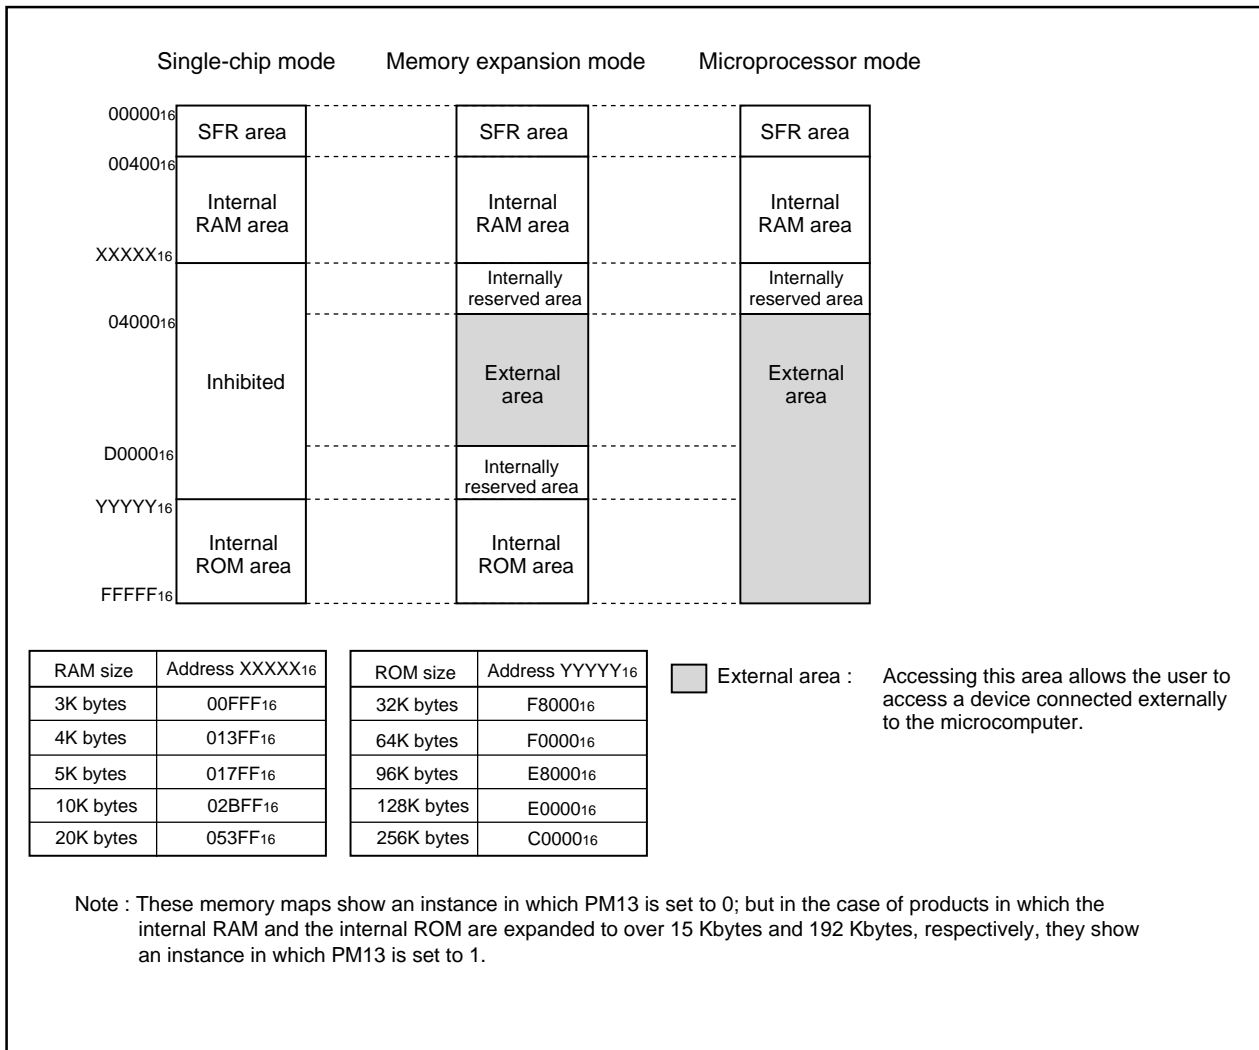 Single-chip mode Memory expansion mode Microprocessor mode
0000016
SFR area SFR area SFR area
0040016
Internal RAM area Internal RAM area Internal RAM area
XXXXX16
Internally reserved area Internally reserved area
0400016
Inhibited External area External area
D000016
Internally reserved area
YYYYY16
Internal ROM area Internal ROM area
FFFFF16
RAM size Address XXXXX16
3K bytes 00FFF16
4K bytes 013FF16
5K bytes 017FF16
10K bytes 02BFF16
20K bytes 053FF16
ROM size Address YYYYY16
32K bytes F800016
64K bytes F000016
96K bytes E800016
128K bytes E000016
256K bytes C000016
External area : Accessing this area allows the user to
access a device connected externally
to the microcomputer.
Note : These memory maps show an instance in which PM13 is set to 0; but in the case of products in which the
internal RAM and the internal ROM are expanded to over 15 Kbytes and 192 Kbytes, respectively, they show
an instance in which PM13 is set to 1.